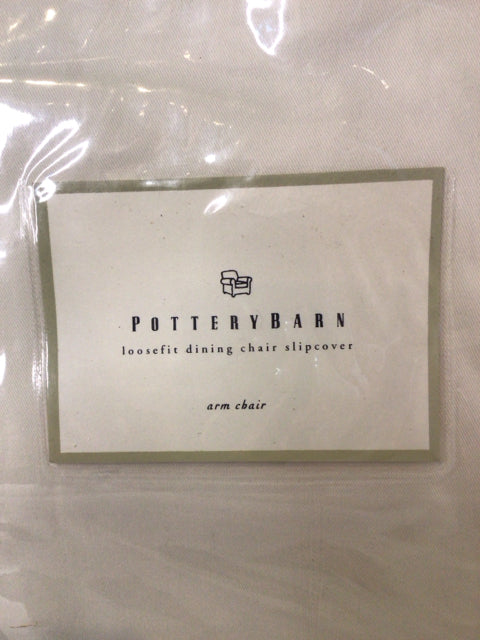 POTTERYBARN
loosefit dining chair slipcover
arm chair